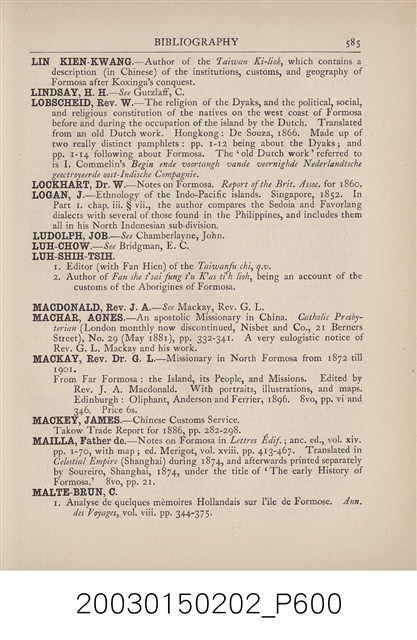 BIBLIOGRAPHY 585
LIN KIEN-KWANG.—Author of the Taiwan Ki-liok, which contains a
description (in Chinese) of the institutions, customs, and geography of
Formosa after Koxinga's conquest.
LINDSAY, H. H.—See Gutzlaff, C.
LOBSCHEID, Rev. W.—The religion of the Dyaks, and the political, social,
and religious constitution of the natives on the west coast of Formosa
before and during the occupation of the island by the Dutch. Translated
from an old Dutch work. Hongkong: De Souza, 1866. Made up of
two really distinct pamphlets: pp. 1-12 being about the Dyaks; and
pp. 1-14 following about Formosa. The 'old Dutch work' referred to
is I. Commelin's Begin ende voortangh vande veernighde Nederlandtsche
geoctroyeerde oost-Indische Compagnie.
LOCKHART, Dr. W.—Notes on Formosa. Report of the Brit. Assoc. for 1860.
LOGAN, J.—Ethnology of the Indo-Pacific islands. Singapore, 1852. In
Part 1. chap. iii. § vii., the author compares the Sedoia and Favorlang
dialects with several of those found in the Philippines, and includes them
all in his North Indonesian sub-division.
LUDOLPH, JOB.—See Chamberlayne, John.
LUH-CHOW.—See Bridgman, E. C.
LUH-SHIH-TSIH.
1. Editor (with Fan Hien) of the Taiwanfu chi, q.v.
2. Author of Fan she t'sai fung t'u K'as ti'h lioh, being an account of the
customs of the Aborigines of Formosa.
MACDONALD, Rev. J. A.—See Mackay, Rev. G. L.
MACHAR, AGNES.—An apostolic Missionary in China. Catholic Presby-
terian (London monthly now discontinued, Nisbet and Co., 21 Berners
Street), No. 29 (May 1881), pp. 332-341. A very eulogistic notice of
Rev. G. L. Mackay and his work.
MACKAY, Rev. Dr. G. L.—Missionary in North Formosa from 1872 till
1901.
From Far Formosa: the Island, its People, and Missions. Edited by
Rev. J. A. Macdonald. With portraits, illustrations, and maps.
Edinburgh: Oliphant, Anderson and Ferrier, 1896. 8vo, pp. vi and
346. Price 6s.
MACKEY, JAMES.—Chinese Customs Service.
Takow Trade Report for 1886, pp. 282-298.
MAILLA, Father de.—Notes on Formosa in Lettres Édif.; anc. ed., vol. xiv.
pp. 1-70, with map; ed. Merigot, vol. xviii. pp. 413-467. Translated in
Celestial Empire (Shanghai) during 1874, and afterwards printed separately
by Soureiro, Shanghai, 1874, under the title of 'The early History of
Formosa.' 8vo, pp. 21.
MALTE-BRUN, C.
1. Analyse de quelques mèmoires Hollandais sur l'île de Formose. Ann.
des Voyages, vol. viii. pp. 344-375.
20030150202_P600